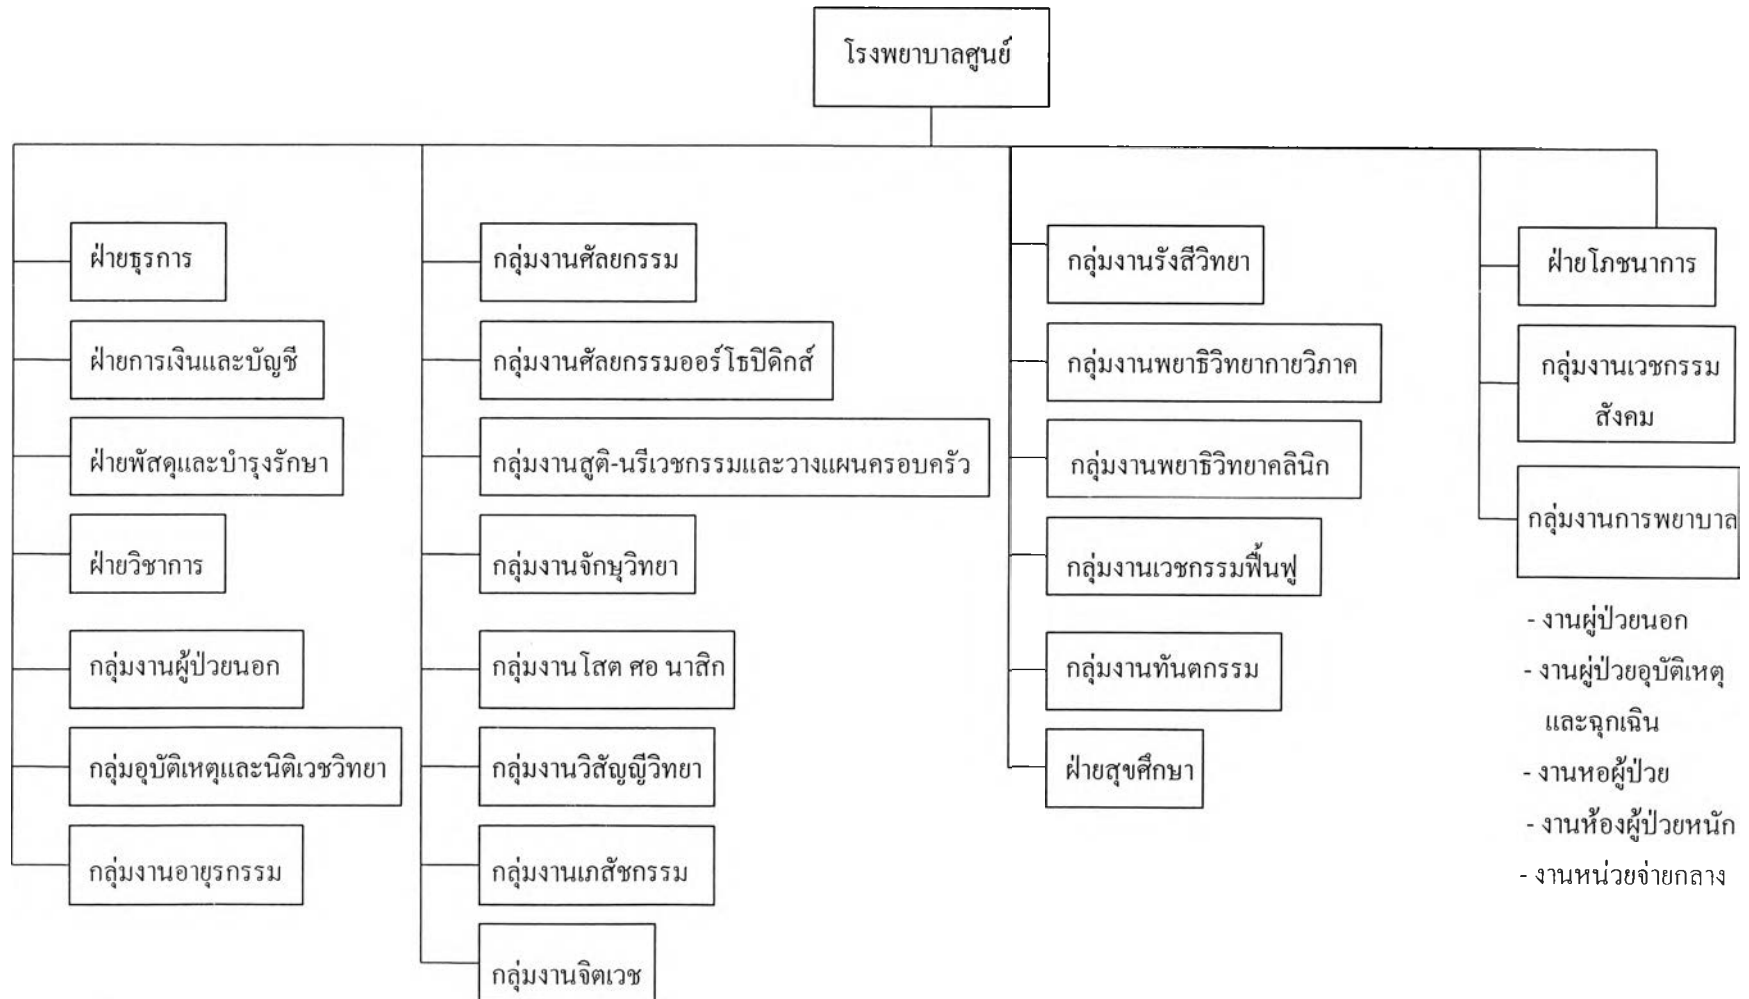 โรงพยาบาลศูนย์
ฝ่ายธุรการ
ฝ่ายการเงินและบัญชี
ฝ่ายพัสดุและบำรุงรักษา
ฝ่ายวิชาการ
กลุ่มงานผู้ป่วยนอก
กลุ่มอุบัติเหตุและนิติเวชวิทยา
กลุ่มงานอายุรกรรม
กลุ่มงานศัลยกรรม
กลุ่มงานศัลยกรรมออร์โธปิดิกส์
กลุ่มงานสูติ-นรีเวชกรรมและวางแผนครอบครัว
กลุ่มงานจักษุวิทยา
กลุ่มงานโสต ศอ นาสิก
กลุ่มงานวิสัญญีวิทยา
กลุ่มงานเภสัชกรรม
กลุ่มงานจิตเวช
กลุ่มงานรังสีวิทยา
กลุ่มงานพยาธิวิทยากายวิภาค
กลุ่มงานพยาธิวิทยาคลินิก
กลุ่มงานเวชกรรมฟื้นฟู
กลุ่มงานทันตกรรม
ฝ่ายสุขศึกษา
ฝ่ายโภชนาการ
กลุ่มงานเวชกรรม
สังคม
กลุ่มงานการพยาบาล
- งานผู่ป่วยนอก
- งานผู่ป่วยอุบัติเหตุ
และฉุกเฉิน
- งานหอผู้ป่วย
- งานห้องผู้ป่วยหนัก
- งานหน่วยจ่ายกลาง